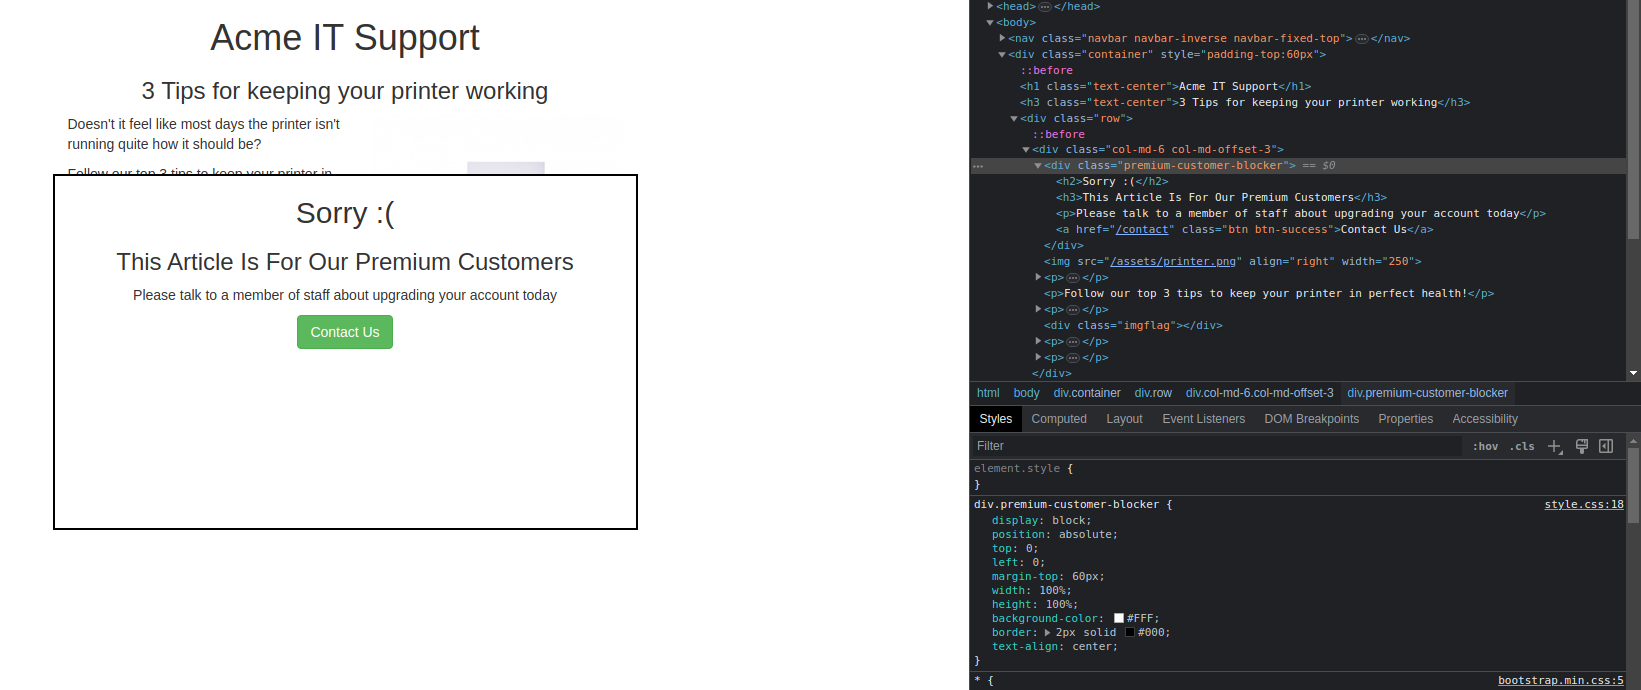 Acme IT Support
3 Tips for keeping your printer working
Doesn't it feel like most days the printer isn't
running quite how it should be?
Follow our top 3 tips to keep your printer in
Sorry :(
This Article Is For Our Premium Customers
Please talk to a member of staff about upgrading your account today
Contact Us
<head>…</head>
<body>
<nav class="navbar navbar-inverse navbar-fixed-top">…</nav>
<div class="container" style="padding-top:60px">
::before
<h1 class="text-center">Acme IT Support</h1>
<h3 class="text-center">3 Tips for keeping your printer working</h3>
<div class="row">
::before
<div class="col-md-6 col-md-offset-3">
… <div class="premium-customer-blocker"> == $0
<h2>Sorry :(</h2>
<h3>This Article Is For Our Premium Customers</h3>
<p>Please talk to a member of staff about upgrading your account today</p>
<a href="/contact" class="btn btn-success">Contact Us</a>
</div>
<img src="/assets/printer.png" align="right" width="250">
<p>…</p>
<p>Follow our top 3 tips to keep your printer in perfect health!</p>
<p>…</p>
<div class="imgflag"></div>
<p>…</p>
<p>…</p>
</div>
html body div.container div.row div.col-md-6.col-md-offset-3 div.premium-customer-blocker
Styles Computed Layout Event Listeners DOM Breakpoints Properties Accessibility
Filter :hov .cls
element.style {
}
div.premium-customer-blocker { style.css:18
display: block;
position: absolute;
top: 0;
left: 0;
margin-top: 60px;
width: 100%;
height: 100%;
background-color: #FFF;
border: 2px solid #000;
text-align: center;
}
* { bootstrap.min.css:5